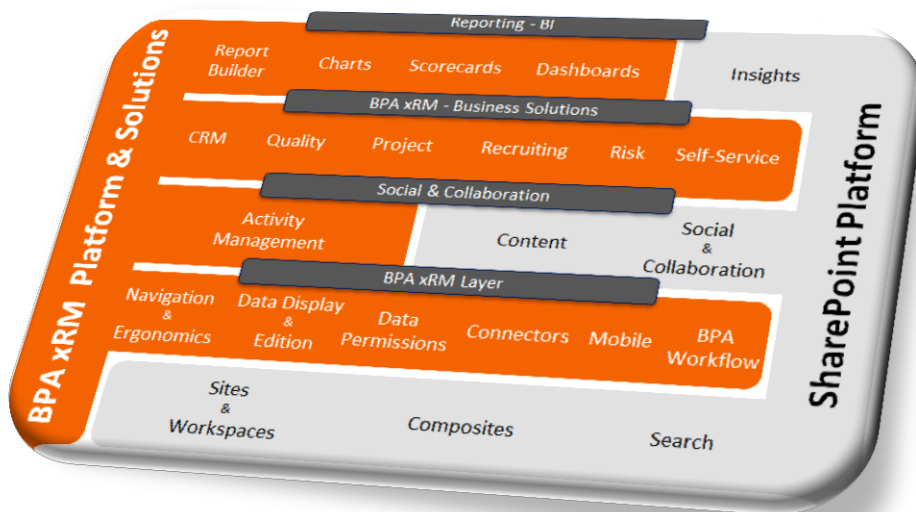 Reporting - BI
Report
Builder
Charts
Scorecards
Dashboards
Insights
BPA xRM - Business Solutions
CRM
Quality
Project
Recruiting
Risk
Self-Service
Social & Collaboration
Activity
Management
Content
Social
&
Collaboration
BPA xRM Layer
Navigation
&
Ergonomics
Data Display
&
Edition
Data
Permissions
Connectors
Mobile
BPA
Workflow
Sites
&
Workspaces
Composites
Search
BPA xRM Platform & Solutions
SharePoint Platform